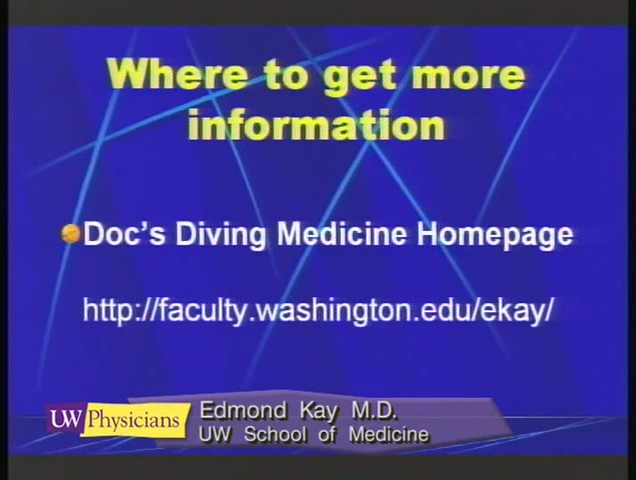 Where to get more
information
Doc's Diving Medicine Homepage
http://faculty.washington.edu/ekay/
UW Physicians
Edmond Kay M.D.
UW School of Medicine